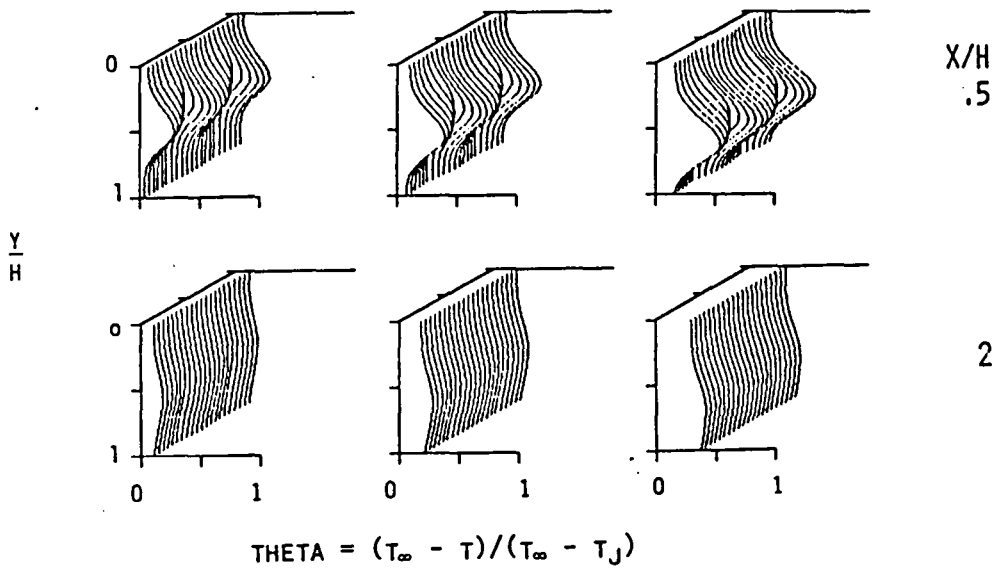 X/H
0
.5
1
Y
H
0
2
1
0 1 0 1 0 1
THETA = (T∞ - T)/(T∞ - TJ)